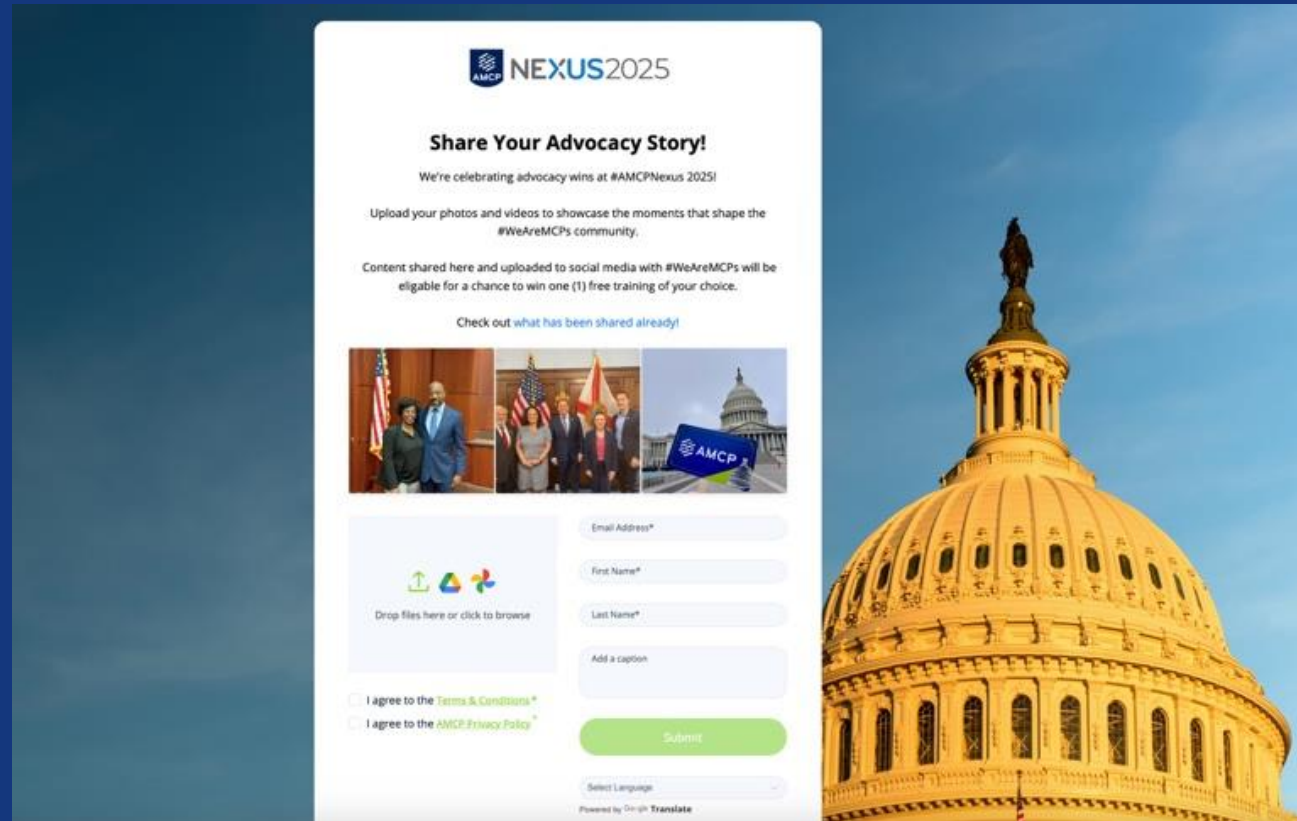 AMCP NEXUS2025
Share Your Advocacy Story!
We're celebrating advocacy wins at #AMCPNexus 2025!
Upload your photos and videos to showcase the moments that shape the
#WeAreMCPs community.
Content shared here and uploaded to social media with #WeAreMCPs will be
eligable for a chance to win one (1) free training of your choice.
Check out what has been shared already!
AMCP
Drop files here or click to browse
I agree to the Terms & Conditions *
I agree to the AMCP Privacy Policy *
Email Address*
First Name*
Last Name*
Add a caption
Submit
Select Language
Powered by Google Translate